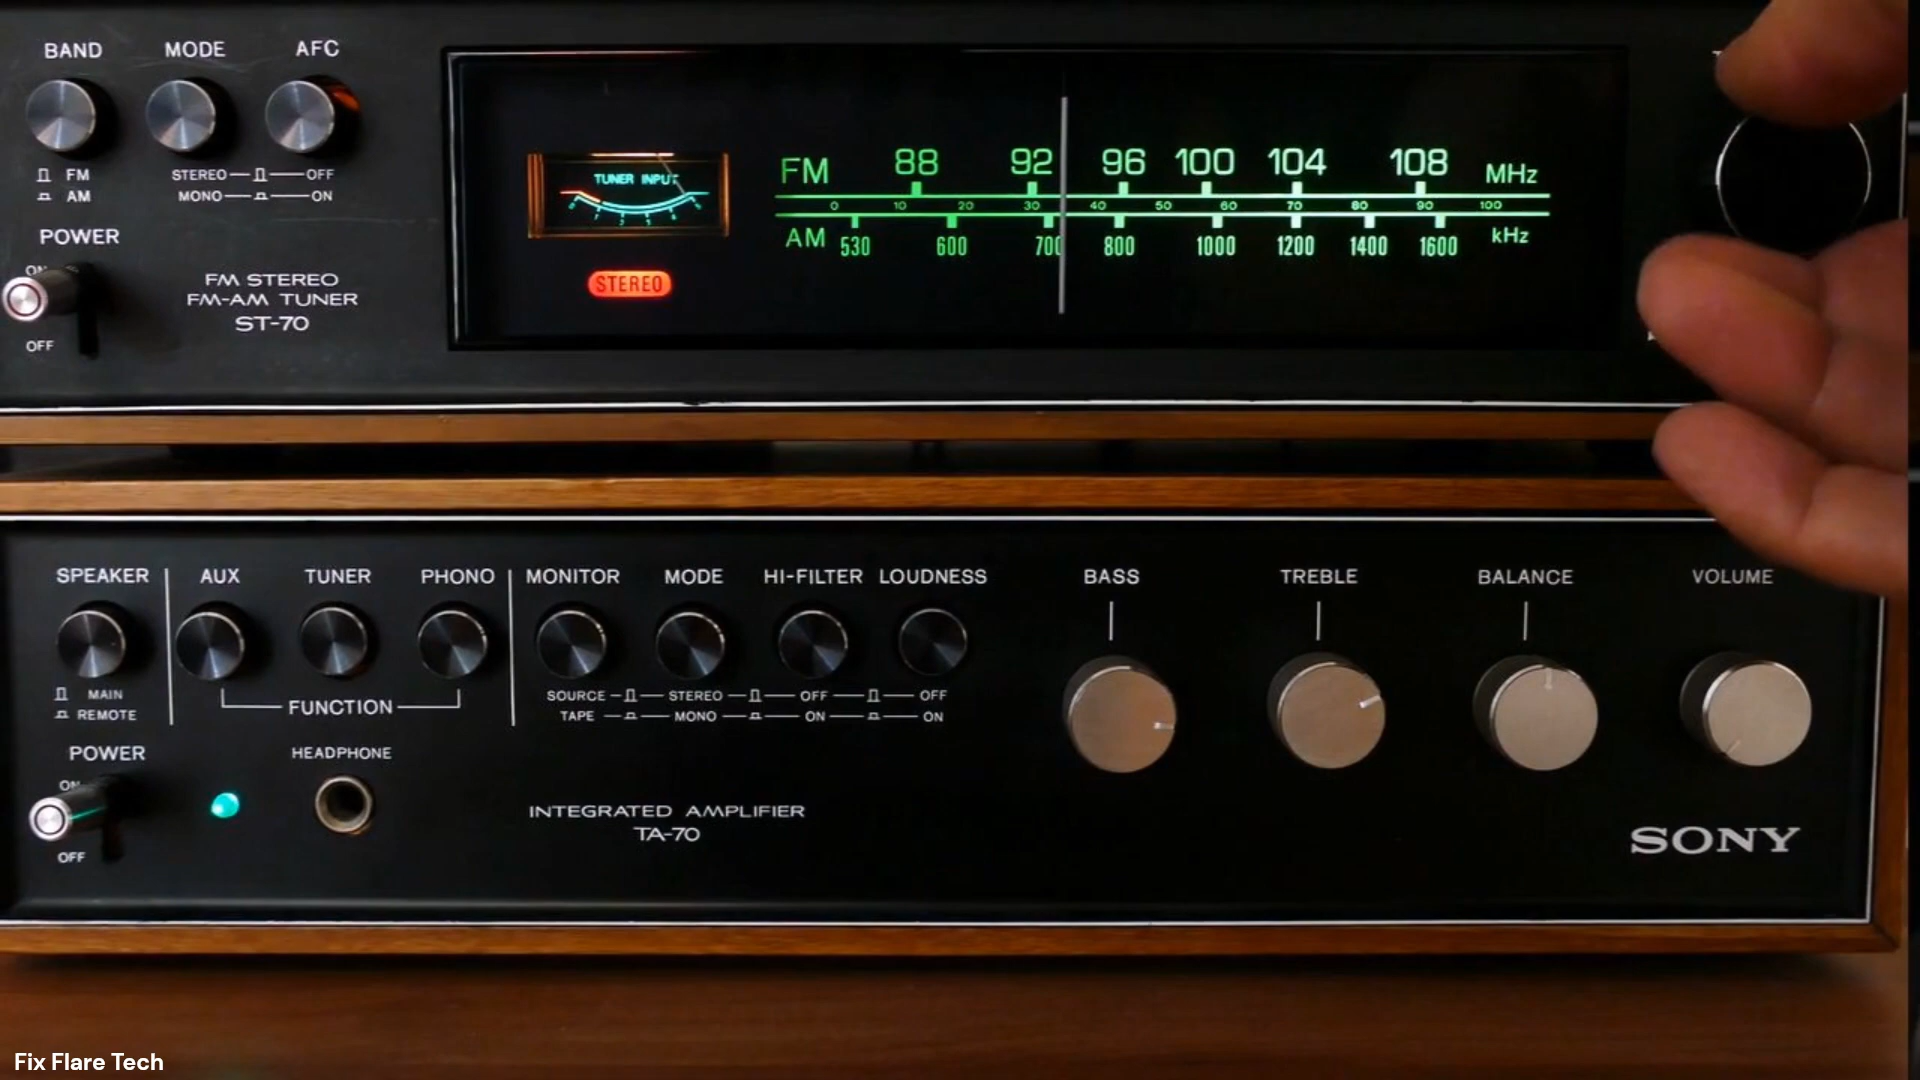 BAND MODE AFC
FM STEREO OFF
AM MONO ON
POWER
ON
OFF
FM STEREO
FM-AM TUNER
ST-70
TUNER INPUT
STEREO
FM 88 92 96 100 104 108 MHz
0 10 20 30 40 50 60 70 80 90 100
AM 530 600 700 800 1000 1200 1400 1600 kHz
SPEAKER AUX TUNER PHONO MONITOR MODE HI-FILTER LOUDNESS BASS TREBLE BALANCE VOLUME
MAIN SOURCE STEREO OFF OFF
REMOTE FUNCTION TAPE MONO ON ON
POWER HEADPHONE
ON
OFF
INTEGRATED AMPLIFIER
TA-70
SONY
Fix Flare Tech